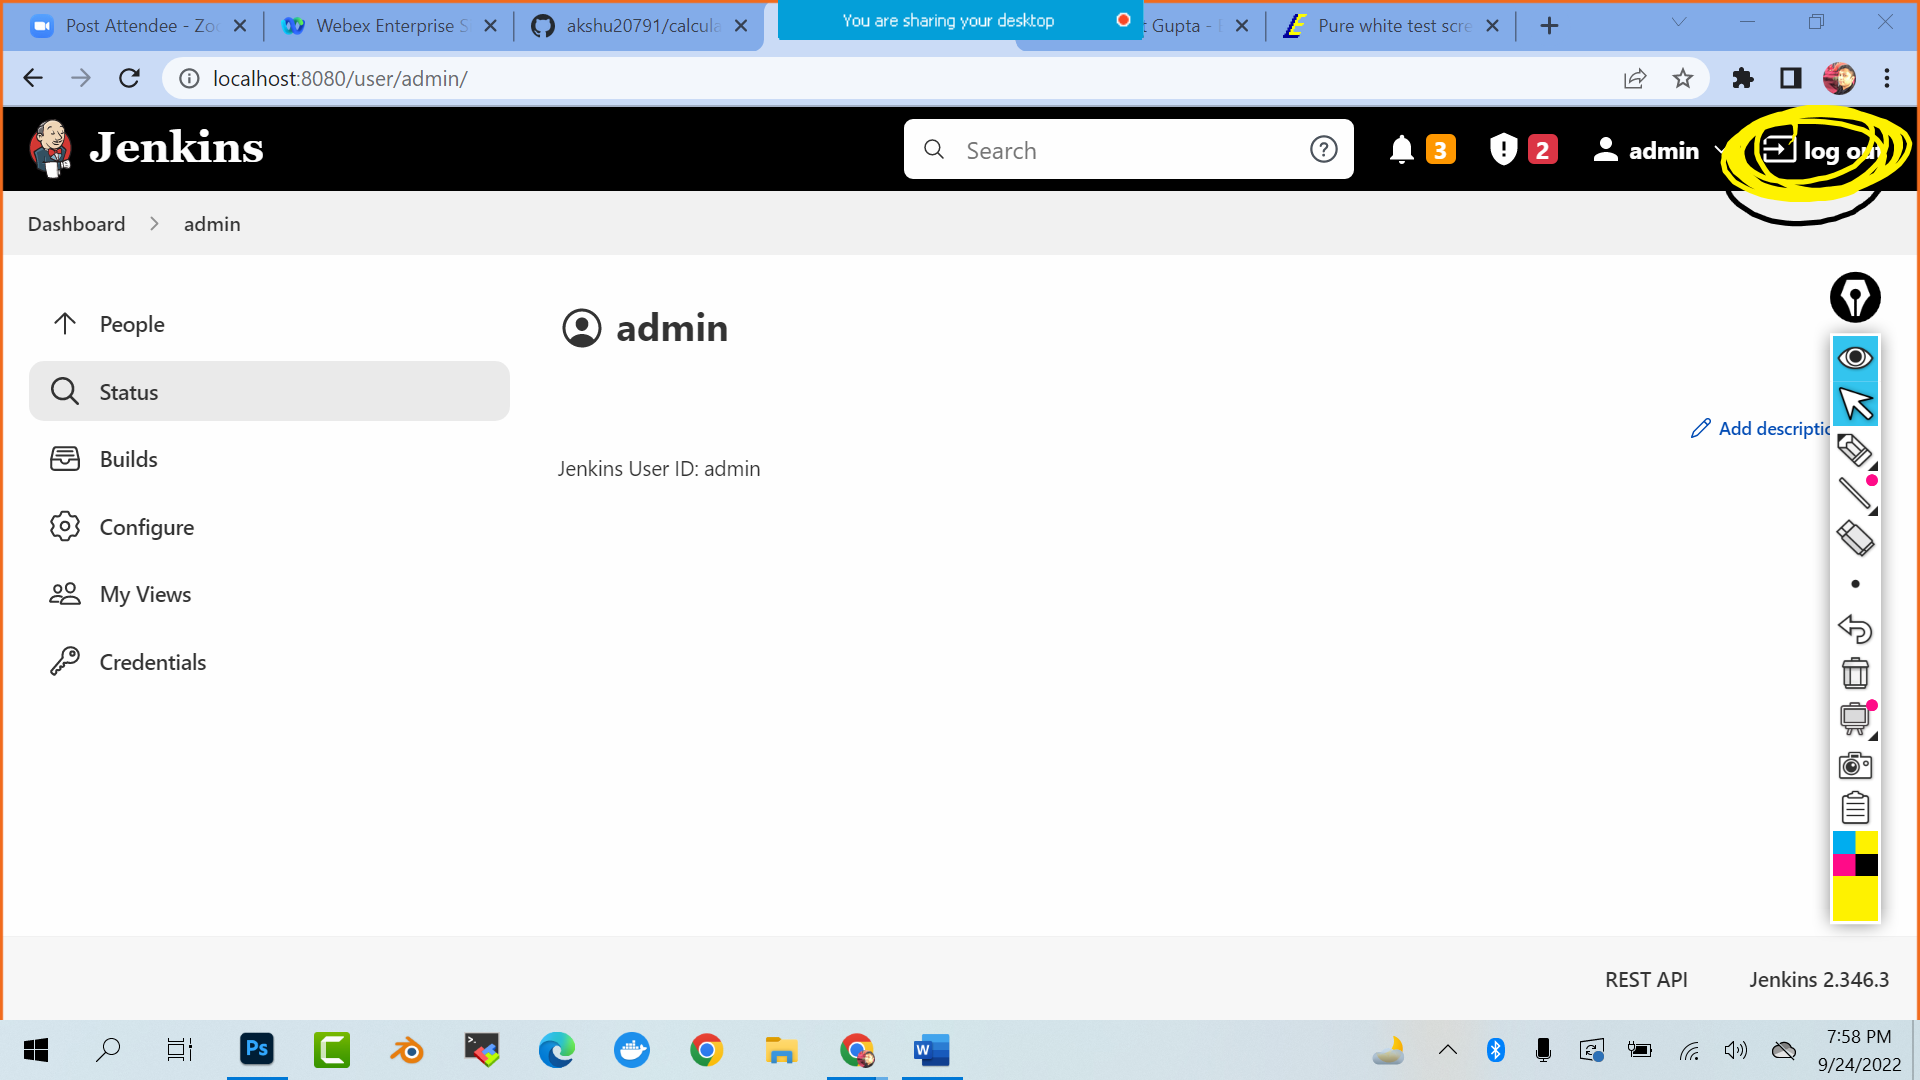 Post Attendee - Zoo
Webex Enterprise S
akshu20791/calcula
You are sharing your desktop
t Gupta -
Pure white test scre
localhost:8080/user/admin/
Jenkins
Search
3
2
admin
log out
Dashboard
admin
People
Status
Builds
Configure
My Views
Credentials
admin
Add descriptio
Jenkins User ID: admin
REST API
Jenkins 2.346.3
Ps
W
7:58 PM
9/24/2022